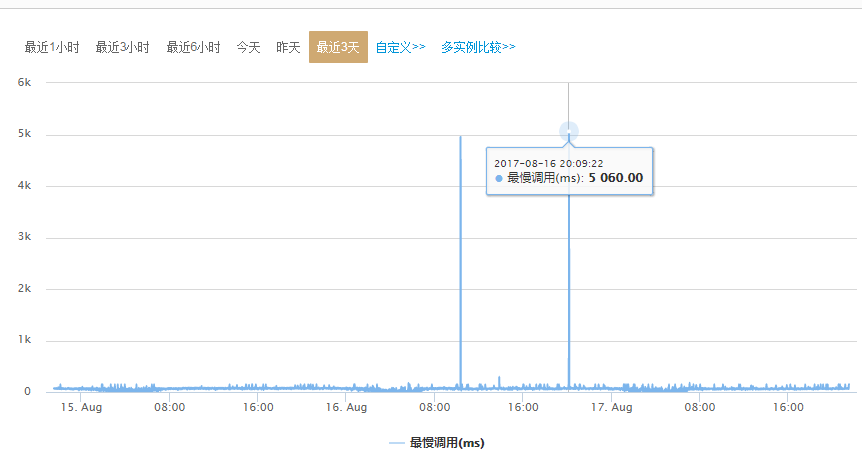 最近1小时 最近3小时 最近6小时 今天 昨天 最近3天 自定义>> 多实例比较>>
6k
5k
2017-08-16 20:09:22
最慢调用(ms): 5 060.00
4k
3k
2k
1k
0
15. Aug 08:00 16:00 16. Aug 08:00 16:00 17. Aug 08:00 16:00
最慢调用(ms)